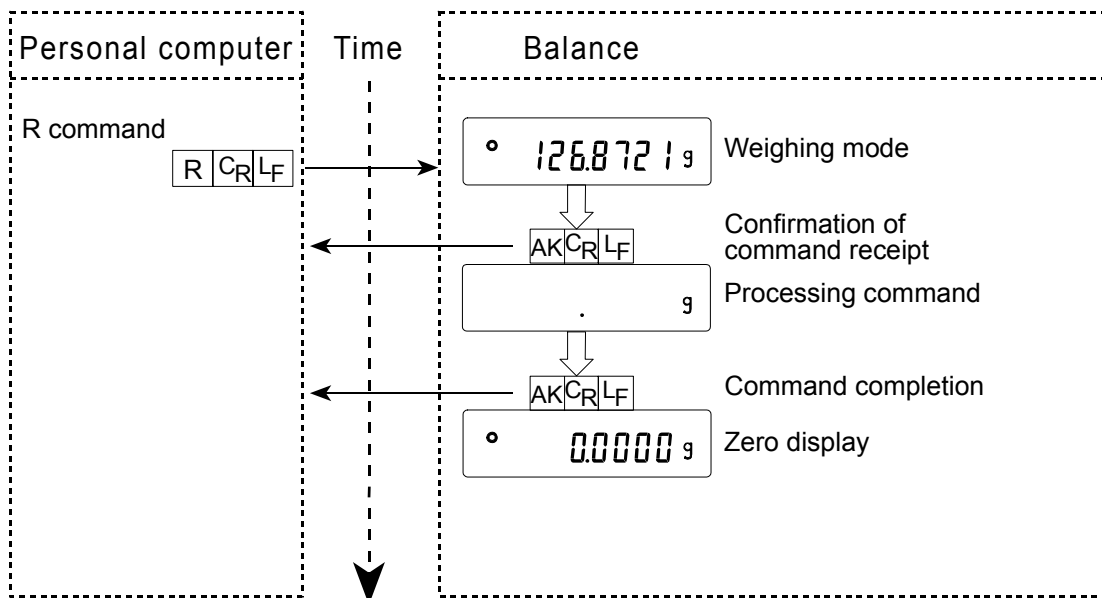 Personal computer Time Balance
R command
R CR LF
126.8721 g Weighing mode
AK CR LF Confirmation of
command receipt
. g Processing command
AK CR LF Command completion
0.0000 g Zero display